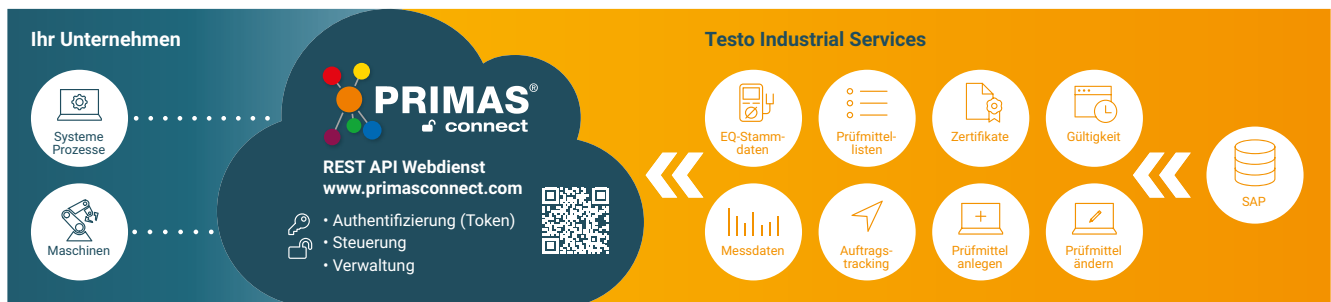 Ihr Unternehmen
Systeme
Prozesse
Maschinen
PRIMAS®
connect
REST API Webdienst
www.primasconnect.com
• Authentifizierung (Token)
• Steuerung
• Verwaltung
Testo Industrial Services
EQ-Stamm-
daten
Prüfmittel-
listen
Zertifikate
Gültigkeit
Messdaten
Auftrags-
tracking
Prüfmittel
anlegen
Prüfmittel
ändern
SAP